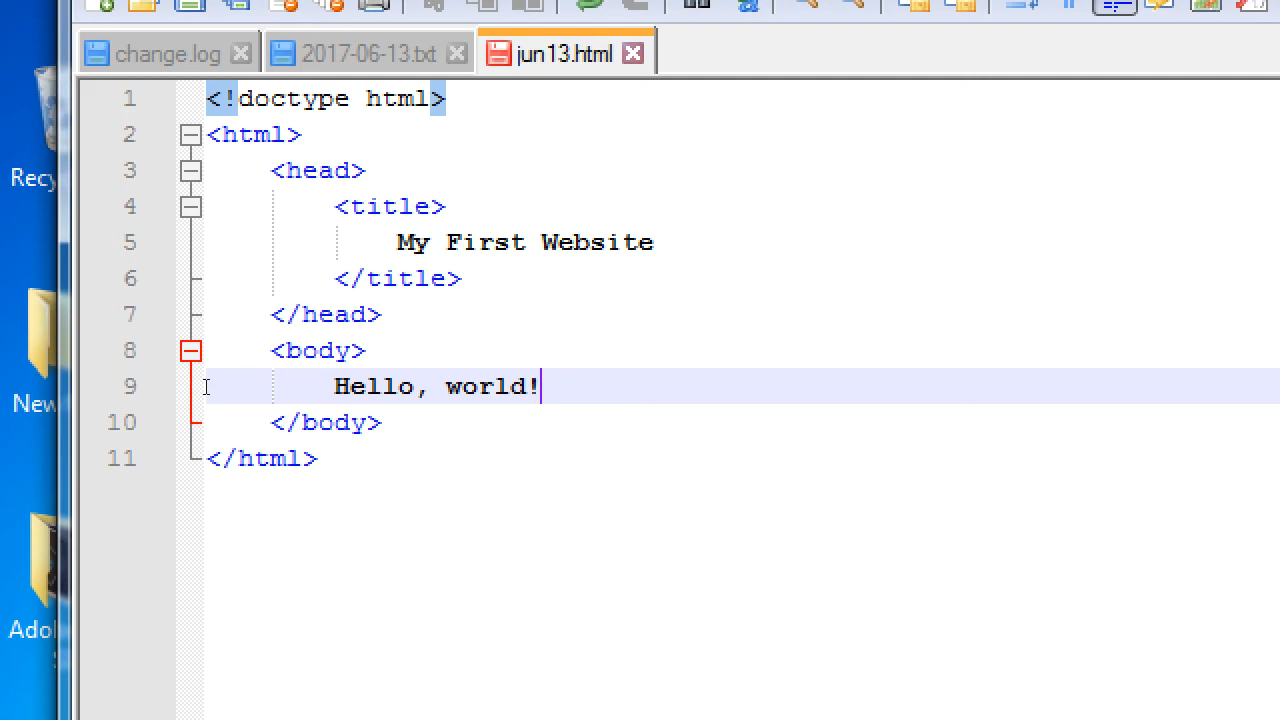 change.log
2017-06-13.txt
jun13.html
1 <!doctype html>
2 <html>
3 <head>
4 <title>
5 My First Website
6 </title>
7 </head>
8 <body>
9 Hello, world!
10 </body>
11 </html>
Recy
New
Ado